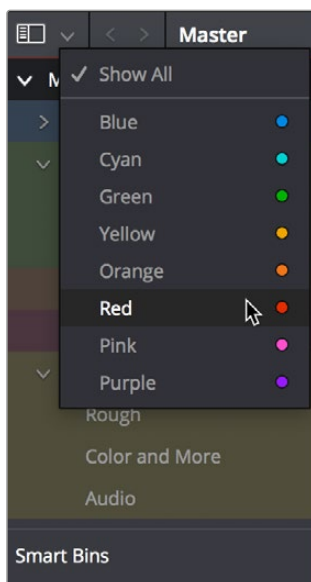 Master
M
Show All
Blue
Cyan
Green
Yellow
Orange
Red
Pink
Purple
Rough
Color and More
Audio
Smart Bins